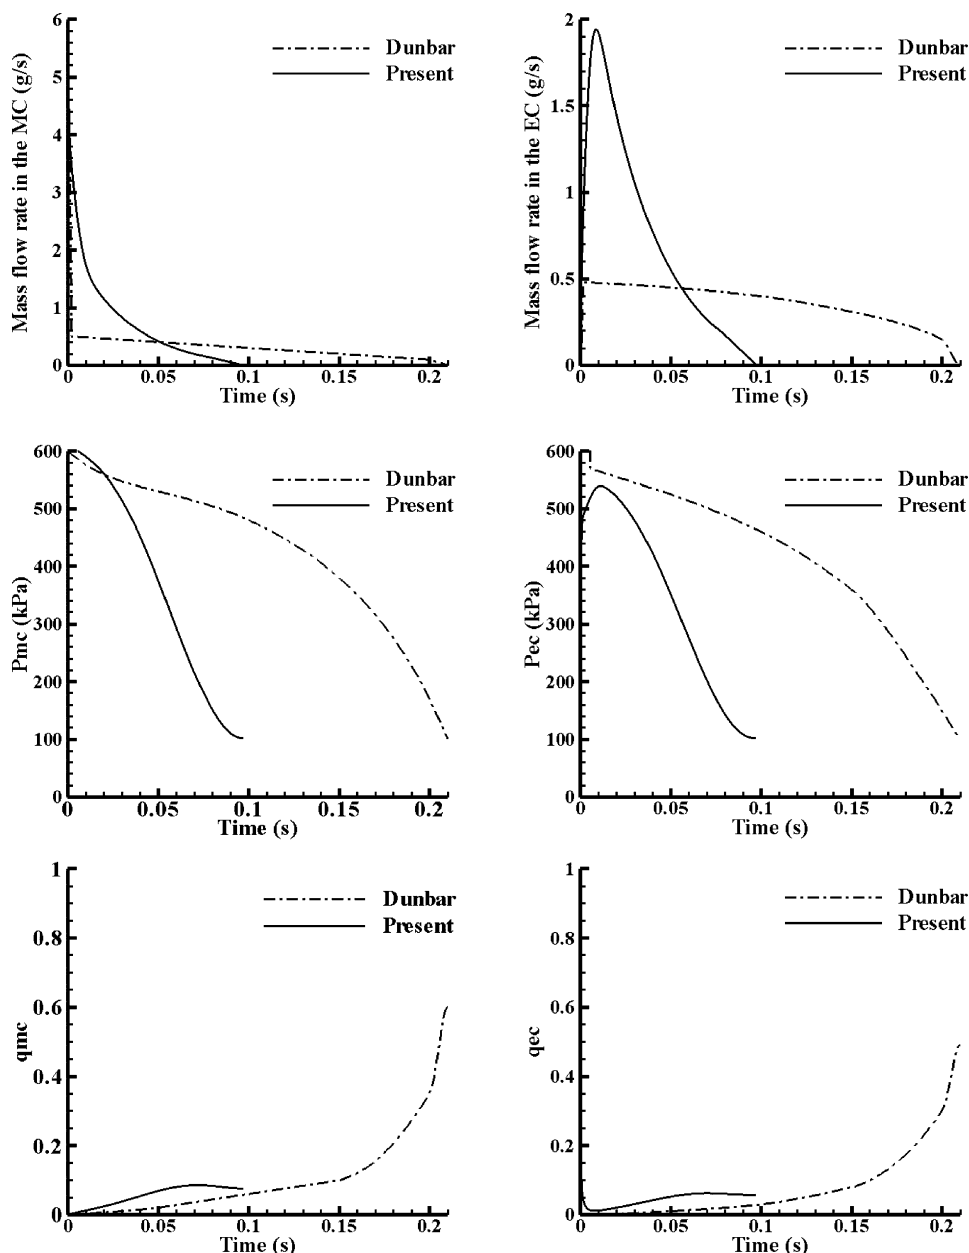 Mass flow rate in the MC (g/s)
6
5
4
3
2
1
0
Dunbar
Present
0
0.05
0.1
0.15
0.2
Time (s)
Mass flow rate in the EC (g/s)
2
1.5
1
0.5
0
Dunbar
Present
0
0.05
0.1
0.15
0.2
Time (s)
Pmc (kPa)
600
500
400
300
200
100
0
Dunbar
Present
0
0.05
0.1
0.15
0.2
Time (s)
Pec (kPa)
600
500
400
300
200
100
0
Dunbar
Present
0
0.05
0.1
0.15
0.2
Time (s)
qmc
1
0.8
0.6
0.4
0.2
0
Dunbar
Present
0
0.05
0.1
0.15
0.2
Time (s)
qec
1
0.8
0.6
0.4
0.2
0
Dunbar
Present
0
0.05
0.1
0.15
0.2
Time (s)